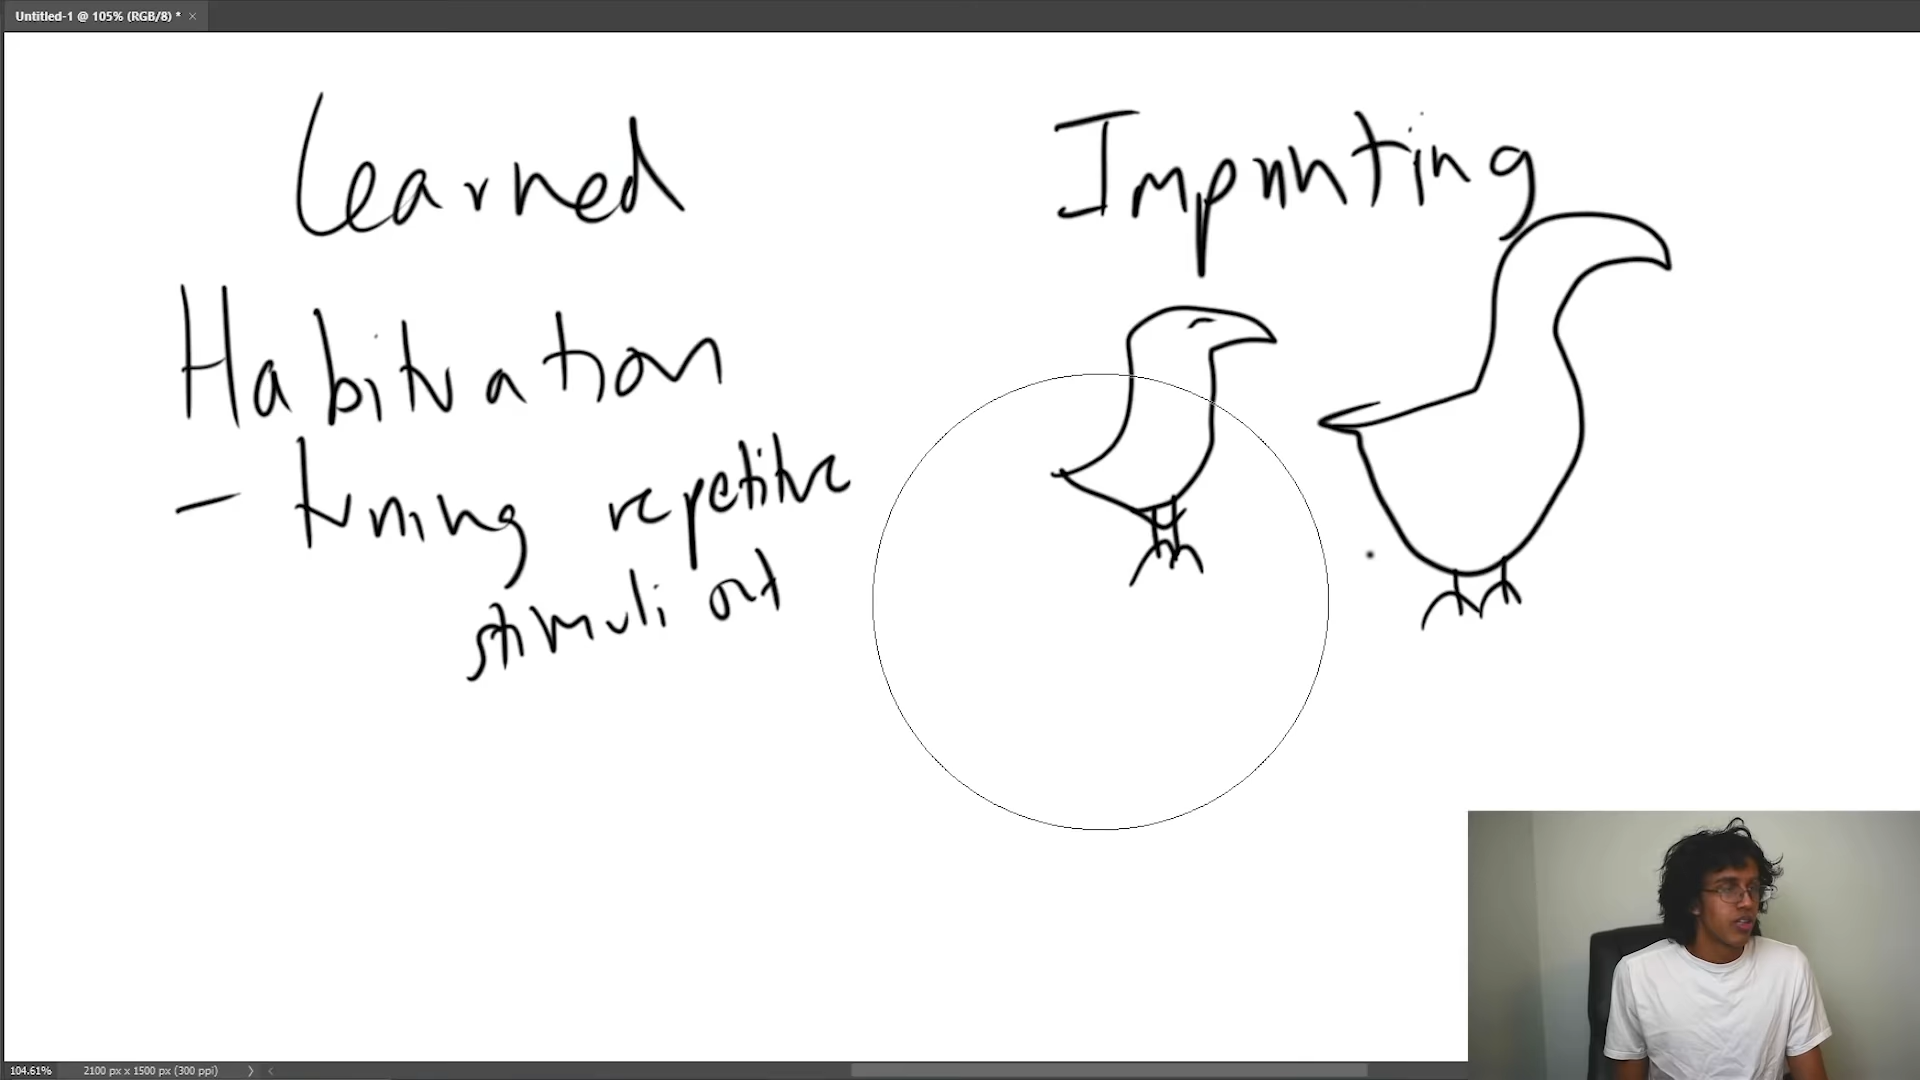 Untitled-1 @ 105% (RGB/8) * ×
Learned
Habituation
- tuning repetitive
stimuli out
Imprinting
104.61% 2100 px x 1500 px (300 ppi)